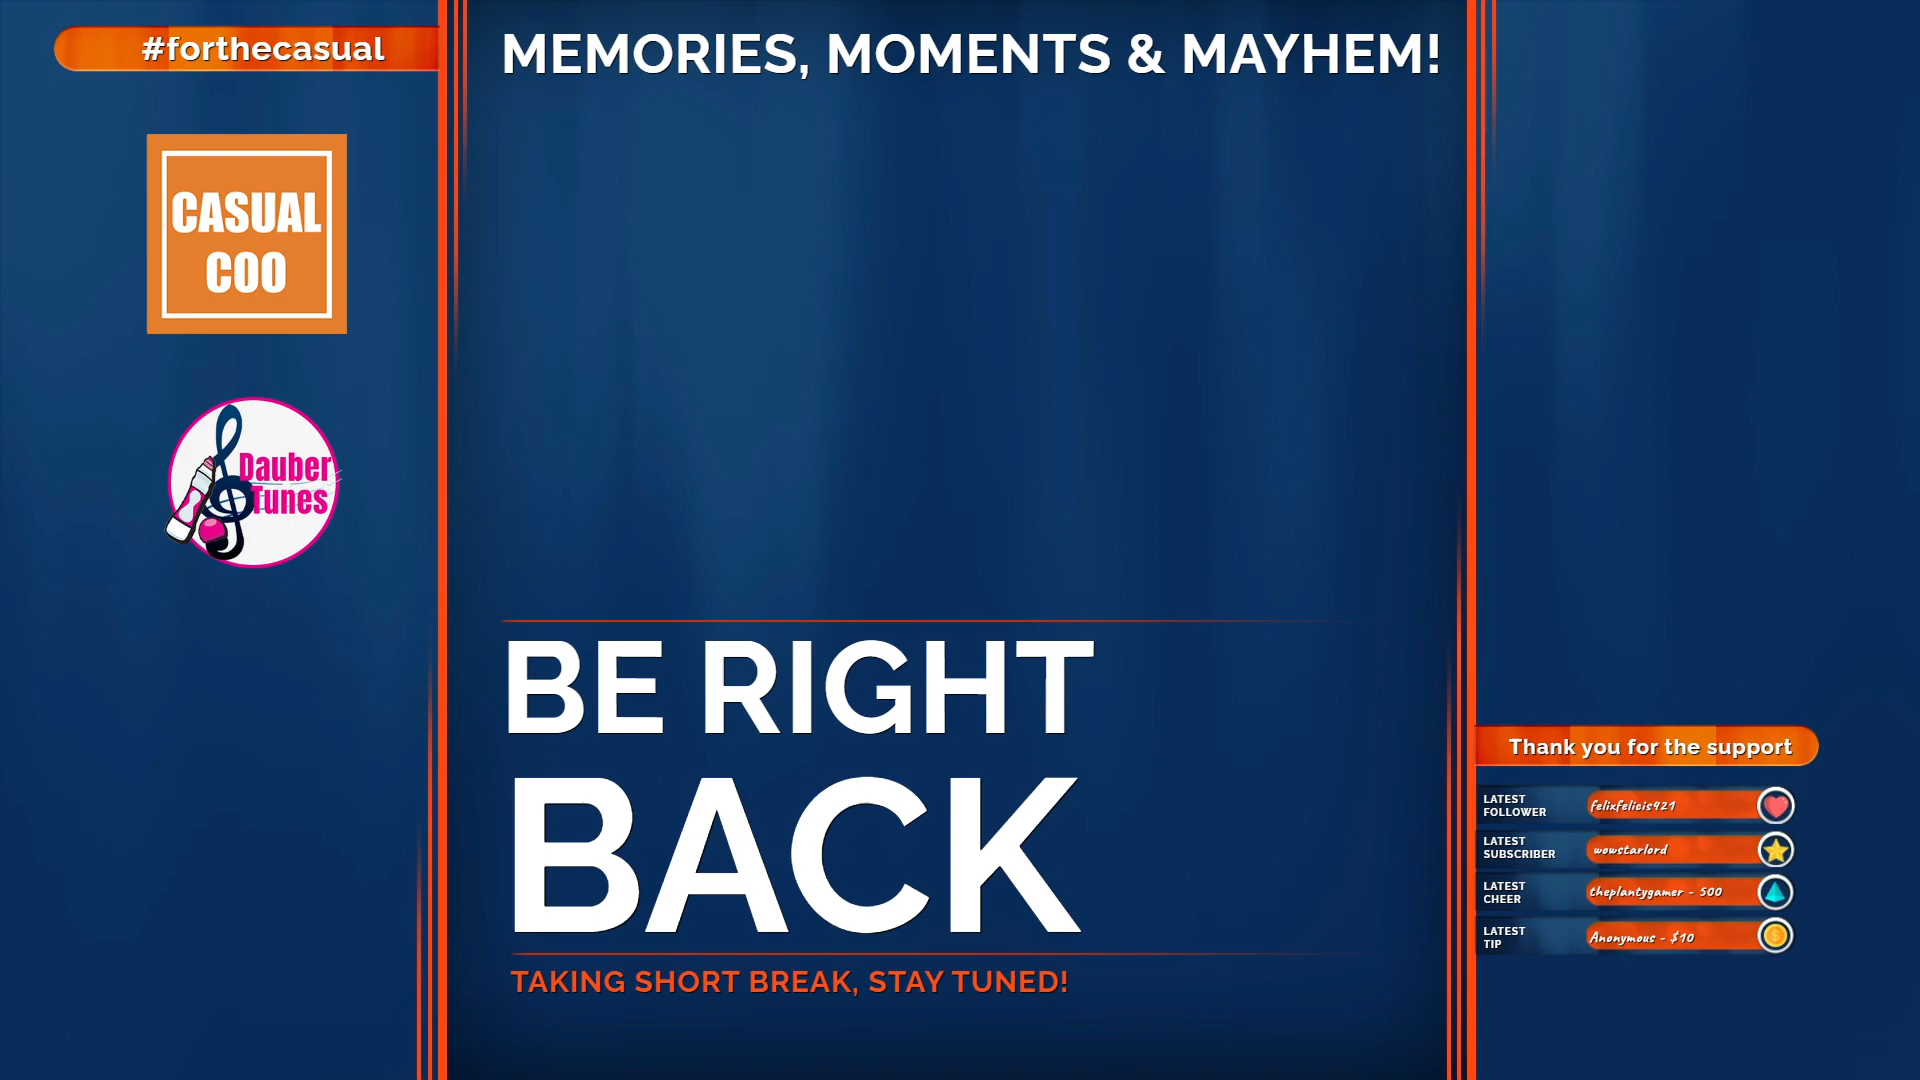 #forthecasual
MEMORIES, MOMENTS & MAYHEM!
CASUAL
COO
Dauber
Tunes
BE RIGHT
BACK
TAKING SHORT BREAK, STAY TUNED!
Thank you for the support
LATEST
FOLLOWER
felixfelicis921
LATEST
SUBSCRIBER
wowstarlord
LATEST
CHEER
theplantygamer - 500
LATEST
TIP
Anonymous - $10